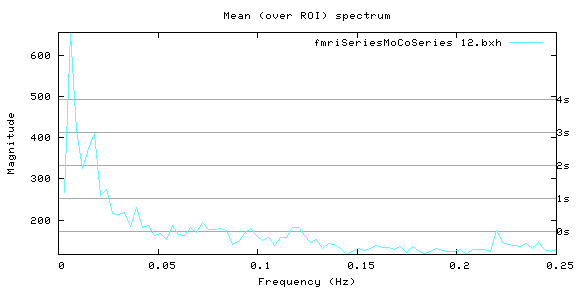 Mean (over ROI) spectrum
fmriSeriesMoCoSeries 12.bxh
600
500
400
300
200
Magnitude
4s
3s
2s
1s
0s
0
0.05
0.1
0.15
0.2
0.25
Frequency (Hz)